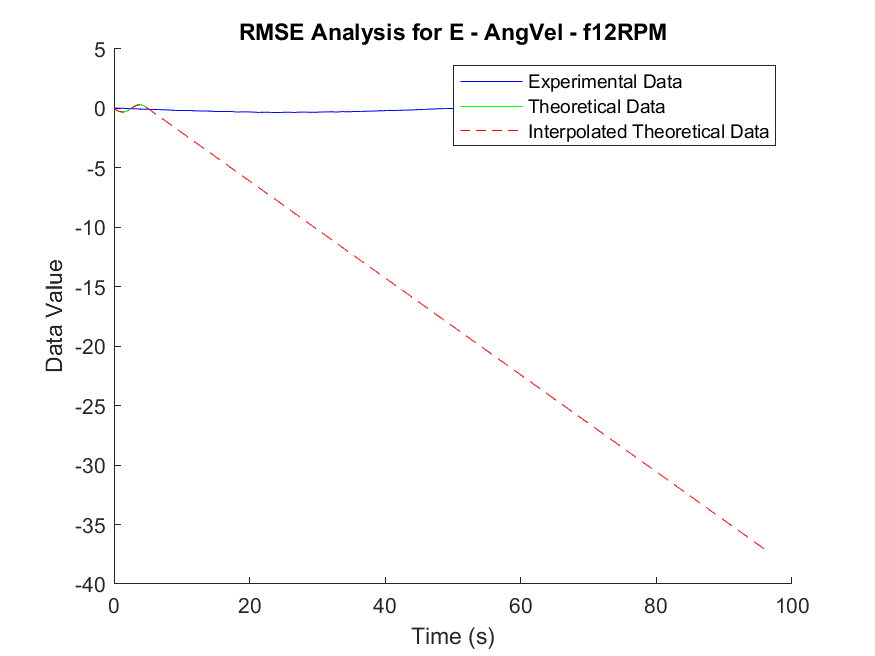 RMSE Analysis for E - AngVel - f12RPM
Experimental Data
Theoretical Data
Interpolated Theoretical Data
5
0
-5
-10
-15
-20
-25
-30
-35
-40
Data Value
0 20 40 60 80 100
Time (s)